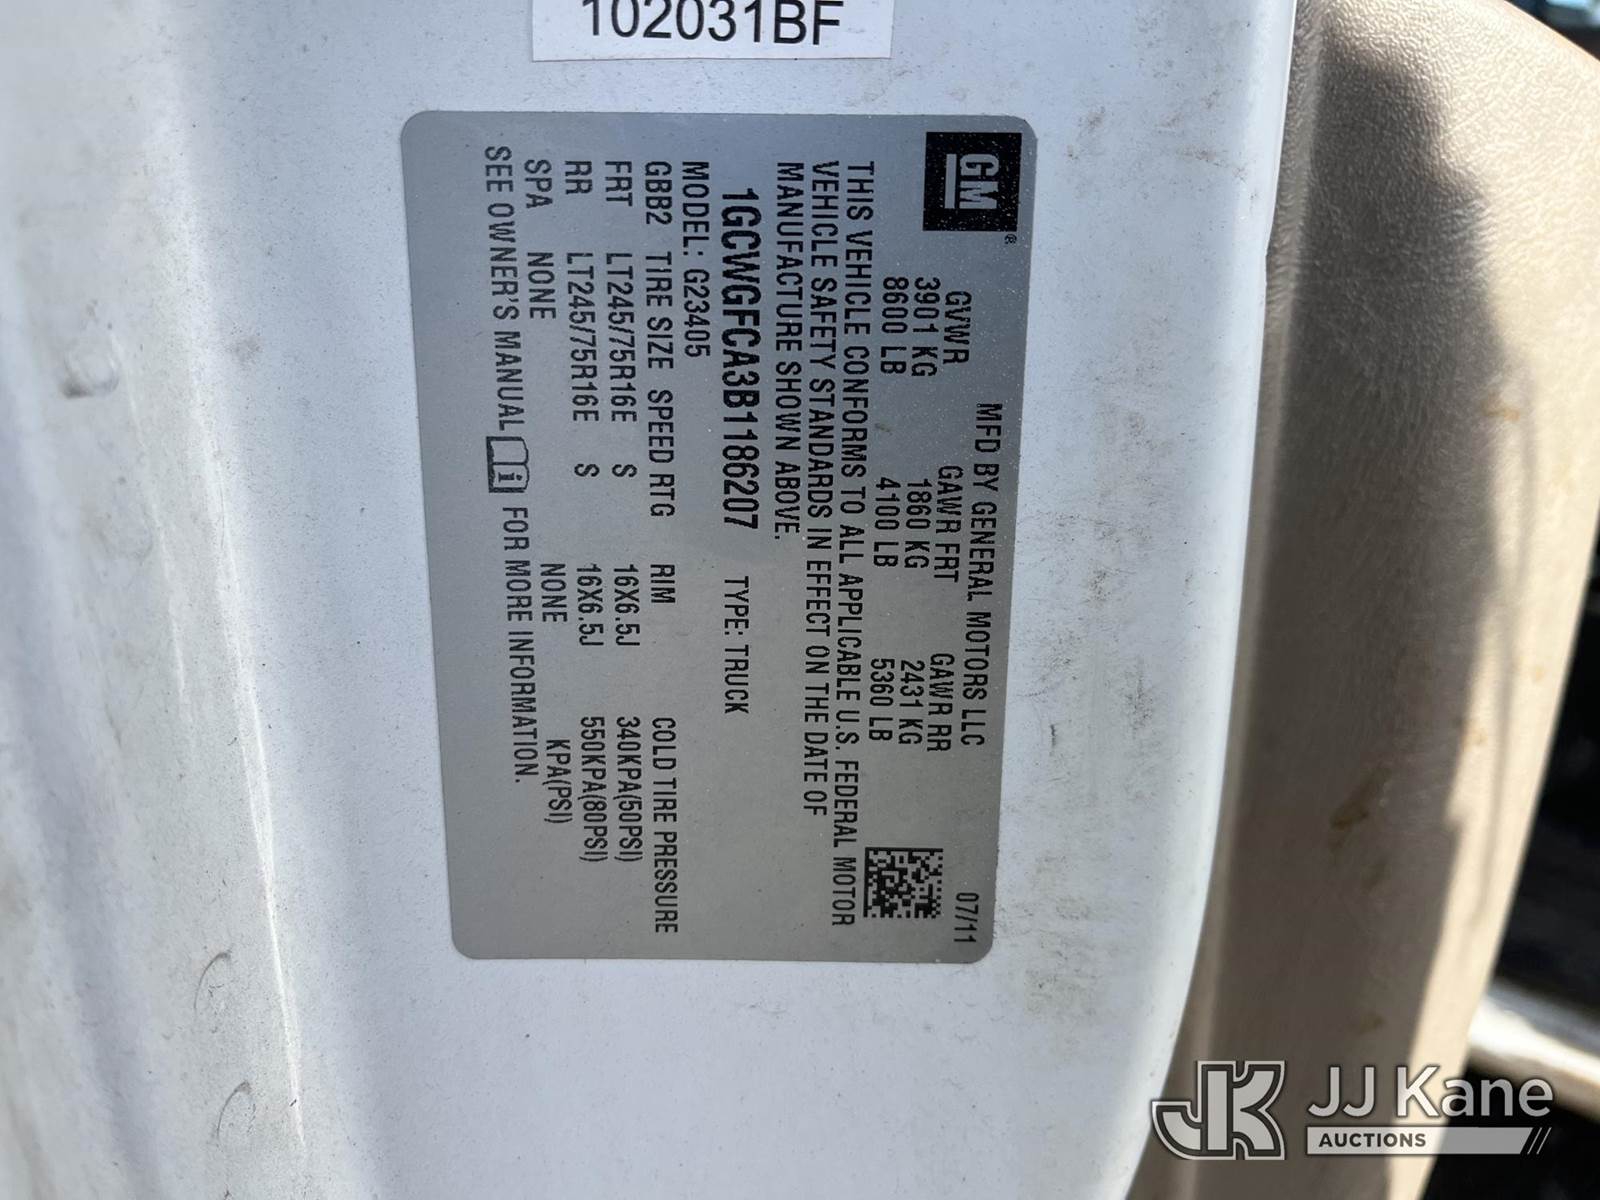 102031BF
GM®
MFD BY GENERAL MOTORS LLC 07/11
GVWR GAWR FRT GAWR RR
3901 KG 1860 KG 2431 KG
8600 LB 4100 LB 5360 LB
THIS VEHICLE CONFORMS TO ALL APPLICABLE U.S. FEDERAL MOTOR
VEHICLE SAFETY STANDARDS IN EFFECT ON THE DATE OF
MANUFACTURE SHOWN ABOVE.
1GCWGFCA3B1186207 TYPE: TRUCK
MODEL: G23405
GBB2 TIRE SIZE SPEED RTG RIM COLD TIRE PRESSURE
FRT LT245/75R16E S 16X6.5J 340KPA(50PSI)
RR LT245/75R16E S 16X6.5J 550KPA(80PSI)
SPA NONE NONE KPA(PSI)
SEE OWNER'S MANUAL i FOR MORE INFORMATION.
JK JJ Kane
AUCTIONS